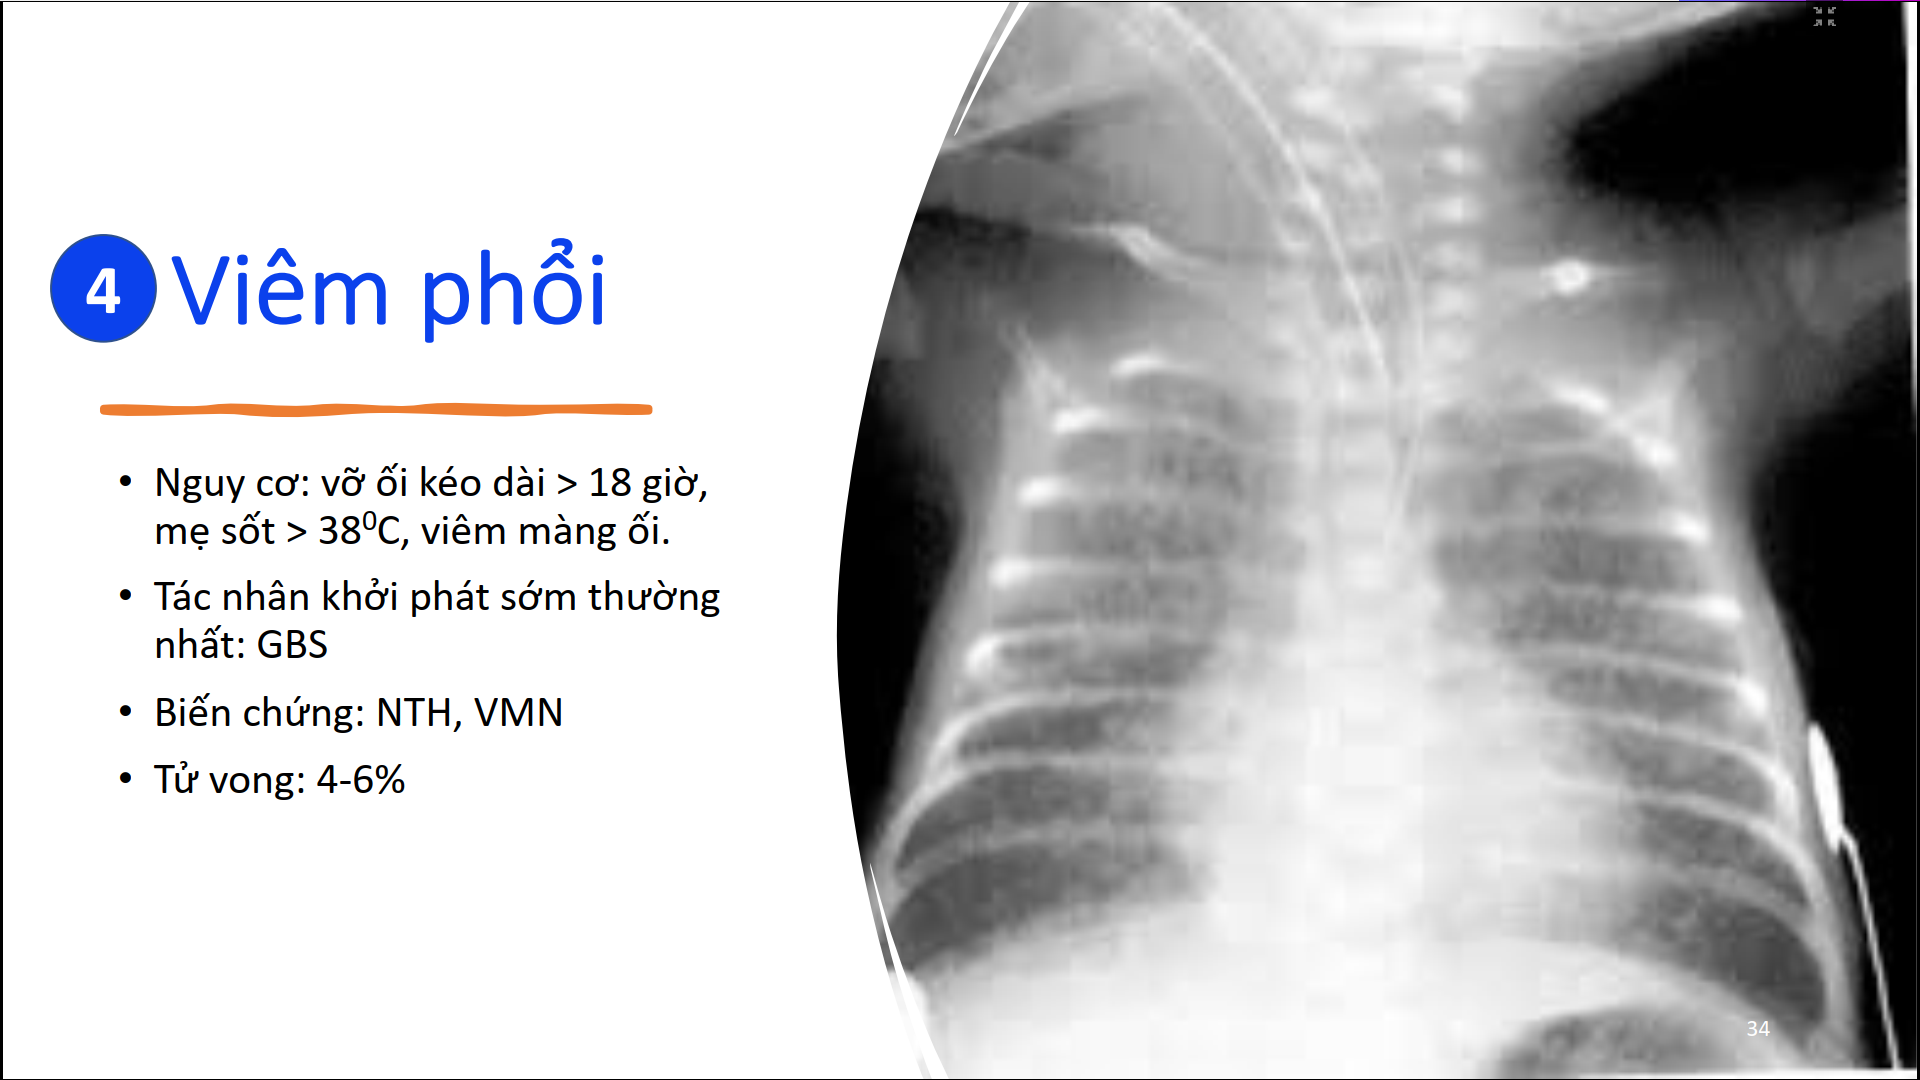 4 Viêm phổi
• Nguy cơ: vỡ ối kéo dài > 18 giờ,
mẹ sốt > 38⁰C, viêm màng ối.
• Tác nhân khởi phát sớm thường
nhất: GBS
• Biến chứng: NTH, VMN
• Tử vong: 4-6%
34